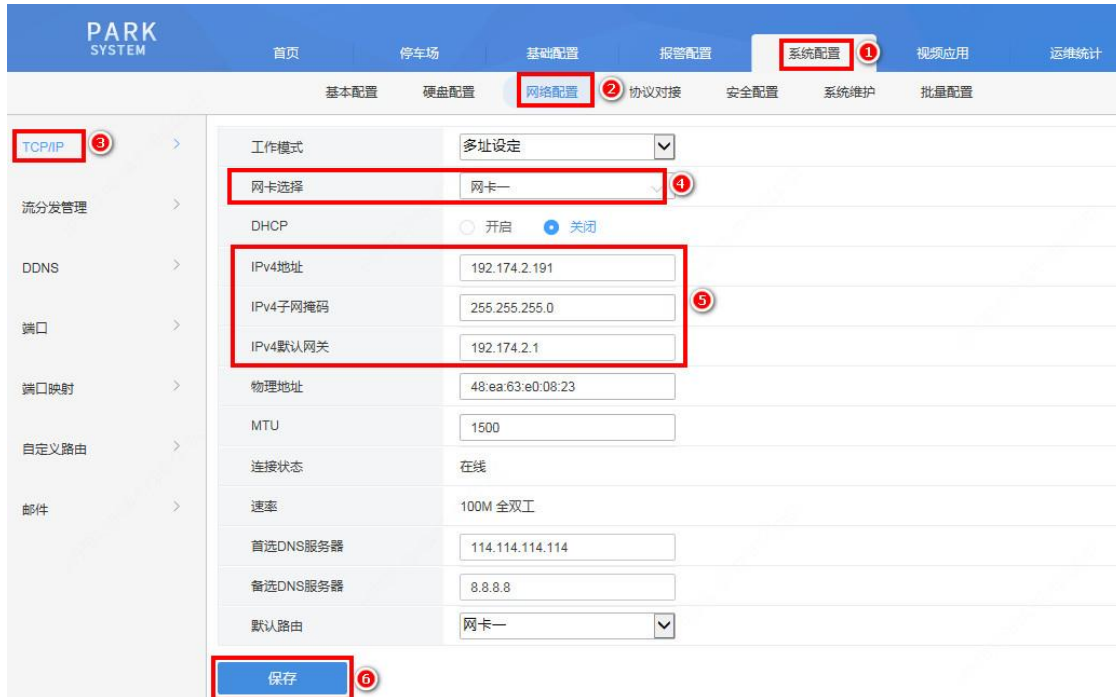 PARK
SYSTEM
首页 停车场 基础配置 报警配置 系统配置 1 视频应用 运维统计
基本配置 硬盘配置 网络配置 2 协议对接 安全配置 系统维护 批量配置
TCP/IP 3
流分发管理
DDNS
端口
端口映射
自定义路由
邮件
工作模式 多址设定
网卡选择 网卡一 4
DHCP 开启 关闭
IPv4地址 192.174.2.191
IPv4子网掩码 255.255.255.0 5
IPv4默认网关 192.174.2.1
物理地址 48:ea:63:e0:08:23
MTU 1500
连接状态 在线
速率 100M 全双工
首选DNS服务器 114.114.114.114
备选DNS服务器 8.8.8.8
默认路由 网卡一
保存 6